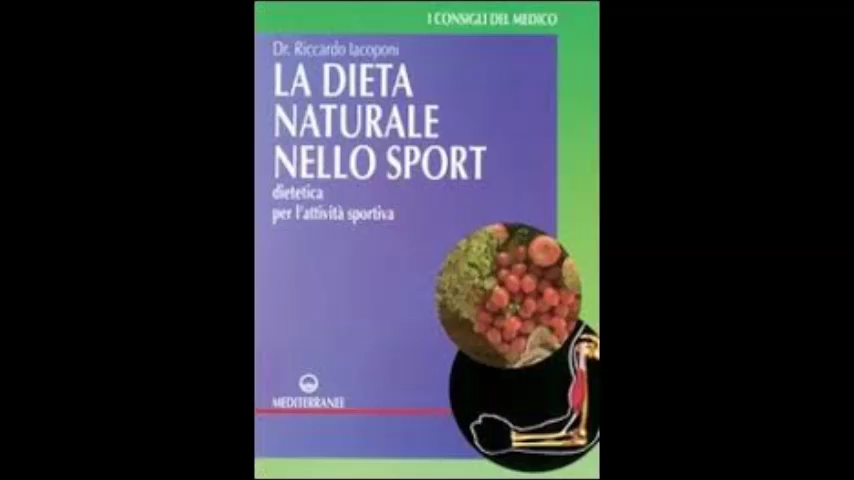 I CONSIGLI DEL MEDICO
Dr. Riccardo Iacoponi
LA DIETA
NATURALE
NELLO SPORT
dietetica
per l'attività sportiva
MEDITERRANEE